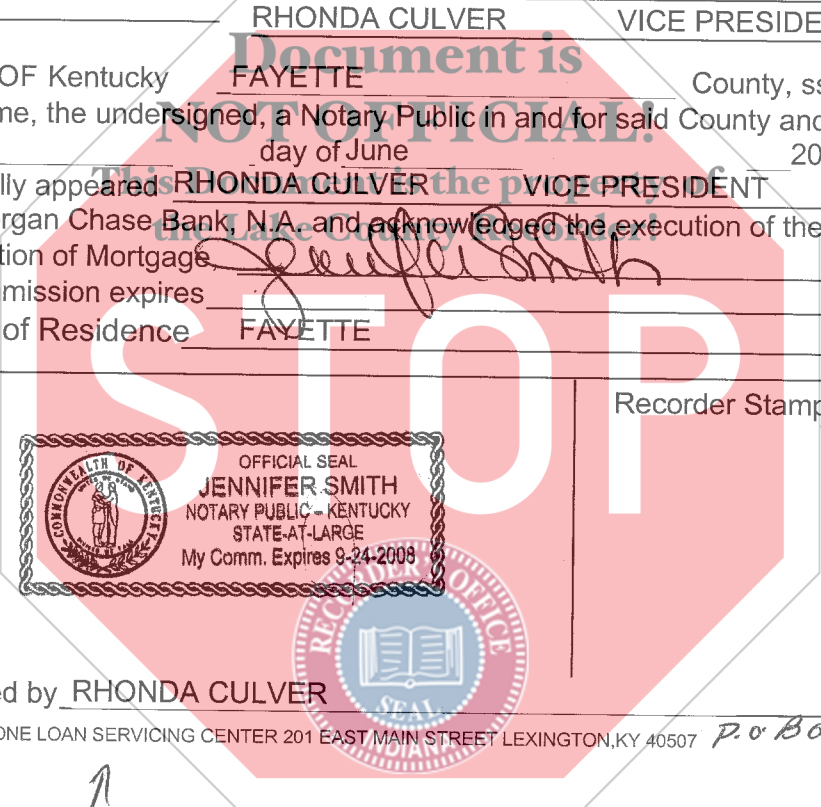 RHONDA CULVER VICE PRESIDE
Document is
OF Kentucky FAYETTE County, ss
NOT OFFICIAL!
me, the undersigned, a Notary Public in and for said County and
day of June 20
This Document is the property of
lly appeared RHONDA CULVER VICE PRESIDENT
the Lake County Recorder!
rgan Chase Bank, N.A. and acknowledged the execution of the
tion of Mortgage, Jennifer Smith
mission expires
of Residence FAYETTE
STOP
Recorder Stamp
COMMONWEALTH OF KENTUCKY
OFFICIAL SEAL
JENNIFER SMITH
NOTARY PUBLIC - KENTUCKY
STATE-AT-LARGE
My Comm. Expires 9-24-2008
RECORDER'S OFFICE
SEAL
INDIANA
ed by RHONDA CULVER
ONE LOAN SERVICING CENTER 201 EAST MAIN STREET LEXINGTON,KY 40507 P.O BO